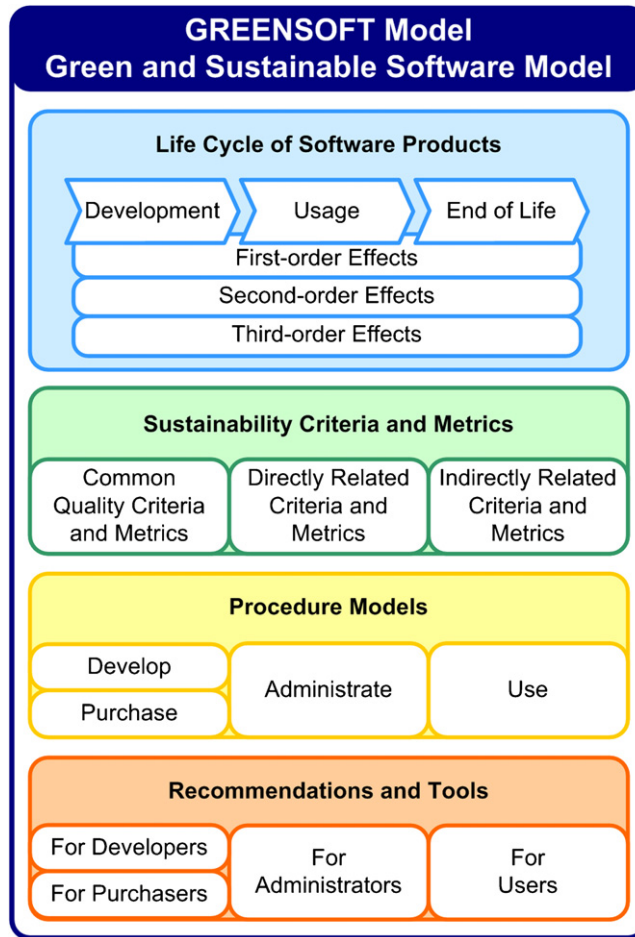 GREENSOFT Model
Green and Sustainable Software Model
Life Cycle of Software Products
Development
Usage
End of Life
First-order Effects
Second-order Effects
Third-order Effects
Sustainability Criteria and Metrics
Common
Quality Criteria
and Metrics
Directly Related
Criteria and
Metrics
Indirectly Related
Criteria and
Metrics
Procedure Models
Develop
Purchase
Administrate
Use
Recommendations and Tools
For Developers
For Purchasers
For
Administrators
For
Users